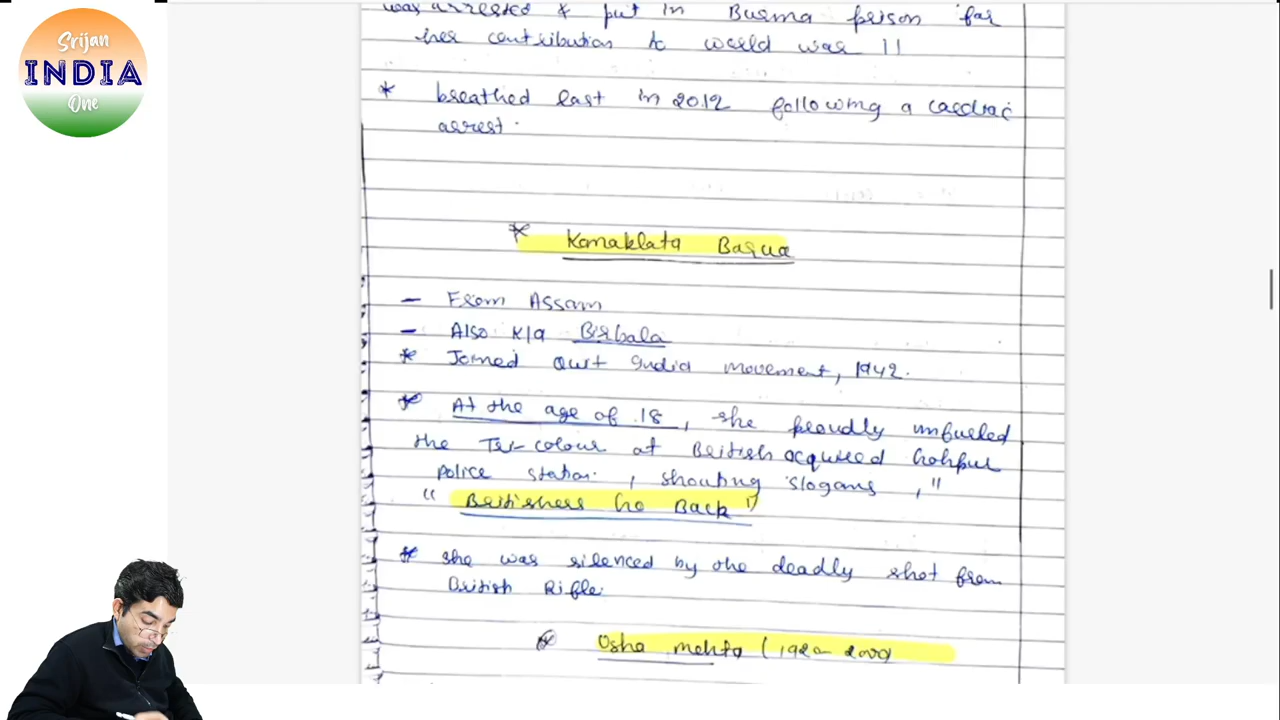 Srijan
INDIA
One
was arrested & put in Burma prison for
her contribution to world war II
* breathed last in 2012 following a cardiac
arrest.
* Kanaklata Barua
- From Assam
- Also K/a Birbala
* Joined Quit India movement, 1942.
* At the age of 18, she proudly unfurled
the Tri-colour at British acquired Gohpur
police station, shouting slogans, "
" Britishers Go Back "
* she was silenced by the deadly shot from
British Rifle.
* Usha mehta (1920-2000)